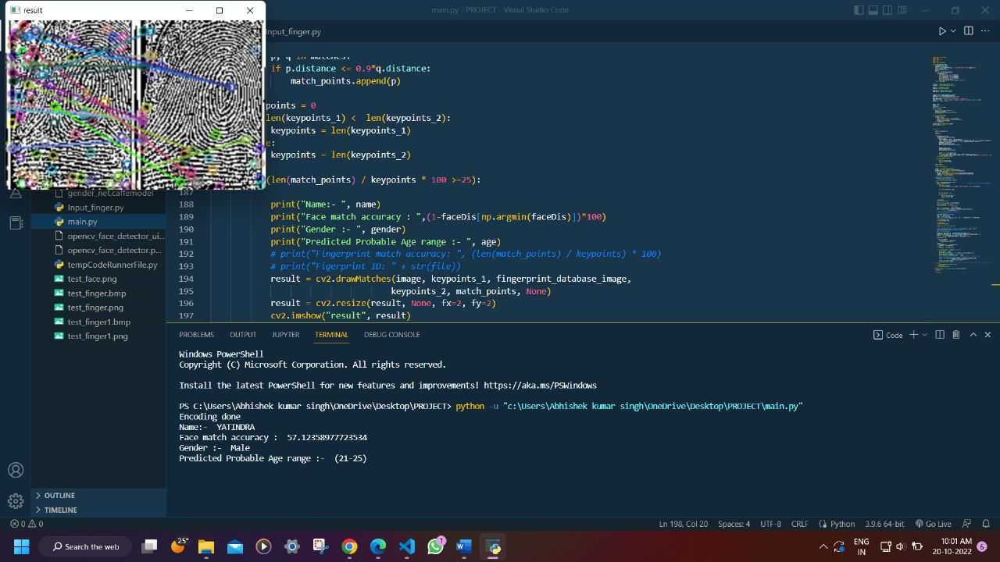 result
main.py - PROJECT - Visual Studio Code
Input_finger.py
p, q in matches:
if p.distance <= 0.9*q.distance:
match_points.append(p)
points = 0
len(keypoints_1) < len(keypoints_2):
keypoints = len(keypoints_1)
e:
keypoints = len(keypoints_2)
(len(match_points) / keypoints * 100 >=25):
187
188 print("Name:- ", name)
189 print("Face match accuracy : ",(1-faceDis[np.argmin(faceDis)])*100)
190 print("Gender :- ", gender)
191 print("Predicted Probable Age range :- ", age)
192 # print("Fingerprint match accuracy: ", (len(match_points) / keypoints) * 100)
193 # print("Figerprint ID: " + str(file))
194 result = cv2.drawMatches(image, keypoints_1, fingerprint_database_image,
195 keypoints_2, match_points, None)
196 result = cv2.resize(result, None, fx=2, fy=2)
197 cv2.imshow("result", result)
gender_net.caffemodel
Input_finger.py
main.py
opencv_face_detector_ui...
opencv_face_detector.p...
tempCodeRunnerFile.py
test_face.png
test_finger.bmp
test_finger.png
test_finger1.bmp
test_finger1.png
OUTLINE
TIMELINE
PROBLEMS OUTPUT JUPYTER TERMINAL DEBUG CONSOLE
Code
Windows PowerShell
Copyright (C) Microsoft Corporation. All rights reserved.
Install the latest PowerShell for new features and improvements! https://aka.ms/PSWindows
PS C:\Users\Abhishek kumar singh\OneDrive\Desktop\PROJECT> python -u "c:\Users\Abhishek kumar singh\OneDrive\Desktop\PROJECT\main.py"
Encoding done
Name:-  YATINDRA
Face match accuracy :  57.12358977723534
Gender :-  Male
Predicted Probable Age range :-  (21-25)
0 0
Ln 198, Col 20 Spaces: 4 UTF-8 CRLF Python 3.9.6 64-bit Go Live
Search the web
25°
1
ENG
IN
10:01 AM
20-10-2022
6